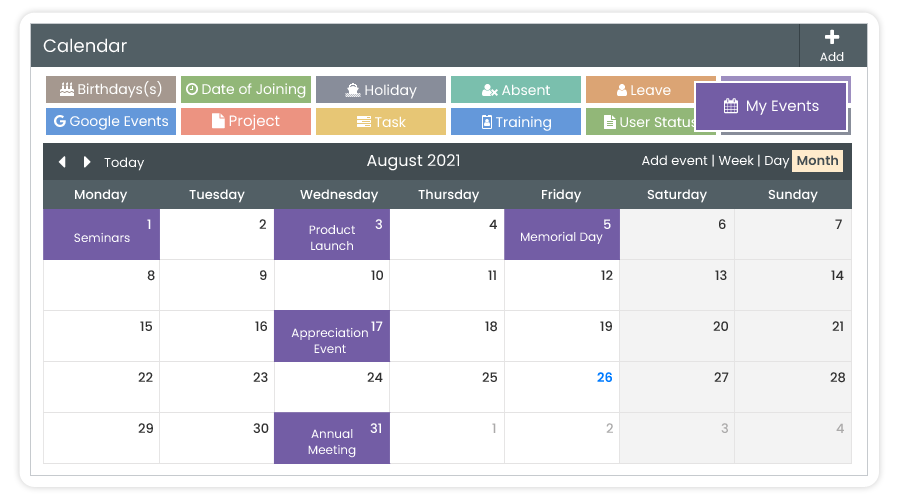 Calendar
Add
Birthdays(s)
Date of Joining
Holiday
Absent
Leave
My Events
Google Events
Project
Task
Training
User Status
Today
August 2021
Add event | Week | Day Month
Monday Tuesday Wednesday Thursday Friday Saturday Sunday
1 2 3 4 5 6 7
Seminars
Product
Launch
Memorial Day
8 9 10 11 12 13 14
15 16 17 18 19 20 21
Appreciation
Event
22 23 24 25 26 27 28
29 30 31 1 2 3 4
Annual
Meeting